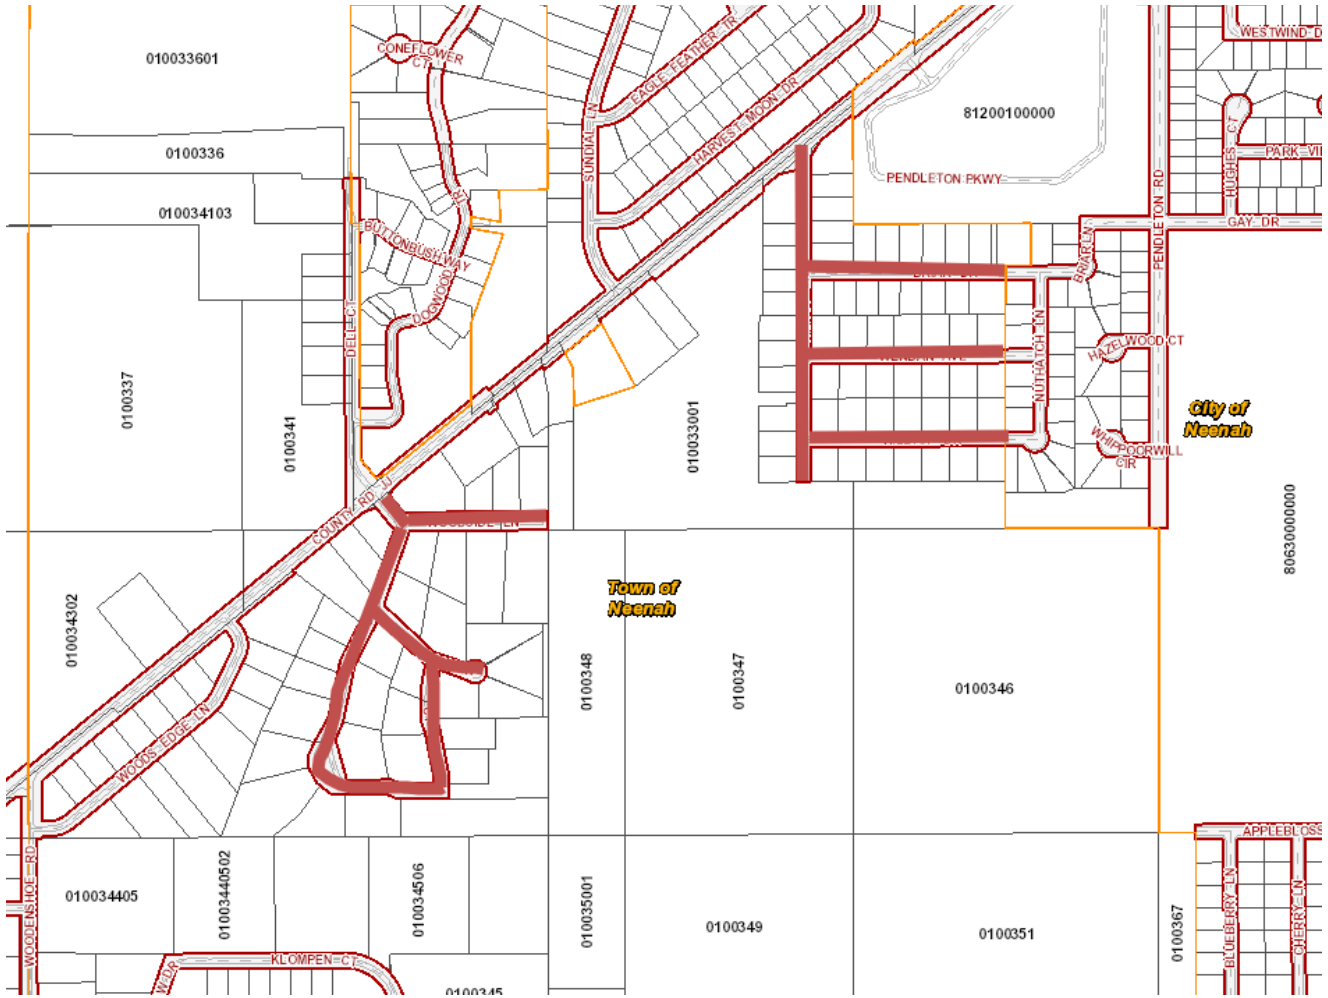 WESTWIND D
CONEFLOWER
CT
010033601
EAGLE FEATHER TR
HARVEST MOON DR
SUNDIAL LN
81200100000
HUGHES CT
PARK VI
0100336
PENDLETON PKWY
PENDLETON RD
010034103
GAY DR
BUTTONBUSH WAY
BRIAR LN
DOGWOOD
TR
DELL CT
NUTHATCH LN
HAZELWOOD CT
0100337
0100341
010033001
City of
Neenah
WHIPPOORWILL
CIR
COUNTY RD JJ
WOODSIDE LN
80630000000
Town of
Neenah
010034302
0100348
0100347
0100346
WOODS EDGE LN
APPLEBLOSS
WOODENSHOE RD
010034405
01003440502
010034506
010035001
0100349
0100351
0100367
BLUEBERRY LN
CHERRY LN
KLOMPEN CT
W DR
0100345